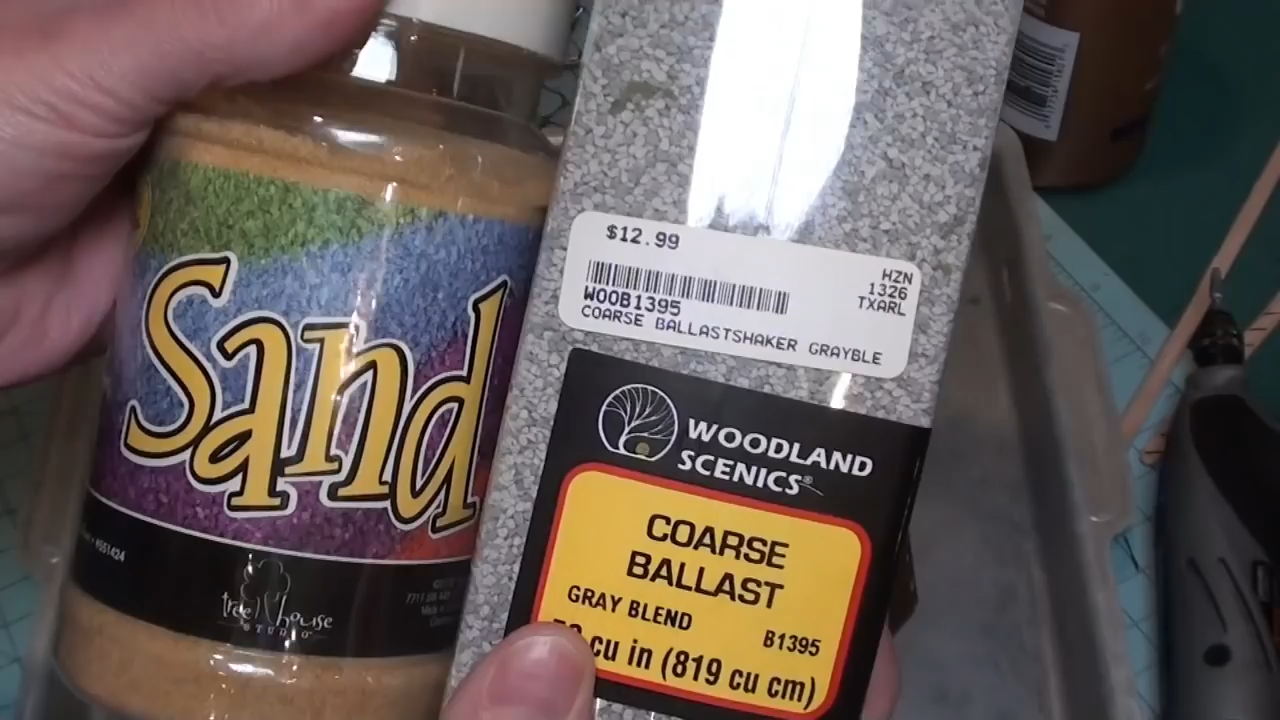 Sand
#551424
tree house
STUDIO
$12.99
HZN
1326
TXARL
WOOB1395
COARSE BALLASTSHAKER GRAYBLE
WOODLAND
SCENICS®
COARSE
BALLAST
GRAY BLEND
B1395
cu in (819 cu cm)